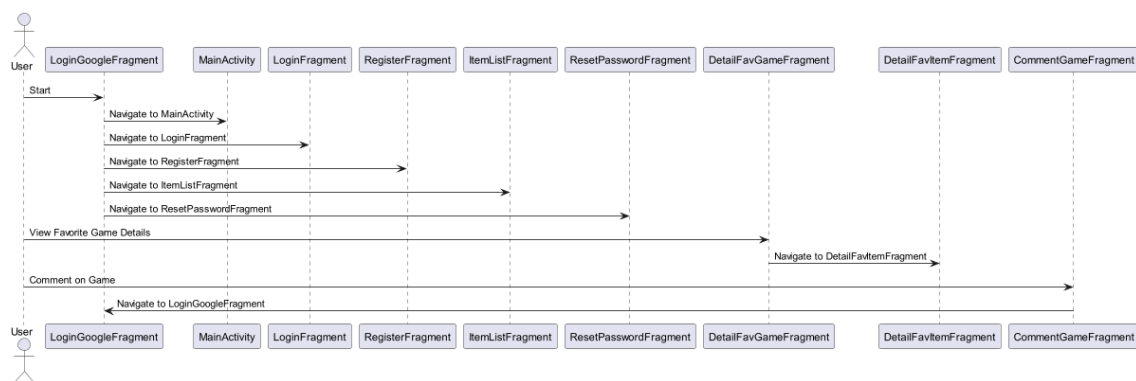 User
LoginGoogleFragment
MainActivity
LoginFragment
RegisterFragment
ItemListFragment
ResetPasswordFragment
DetailFavGameFragment
DetailFavItemFragment
CommentGameFragment
Start
Navigate to MainActivity
Navigate to LoginFragment
Navigate to RegisterFragment
Navigate to ItemListFragment
Navigate to ResetPasswordFragment
View Favorite Game Details
Navigate to DetailFavItemFragment
Comment on Game
Navigate to LoginGoogleFragment
User
LoginGoogleFragment
MainActivity
LoginFragment
RegisterFragment
ItemListFragment
ResetPasswordFragment
DetailFavGameFragment
DetailFavItemFragment
CommentGameFragment